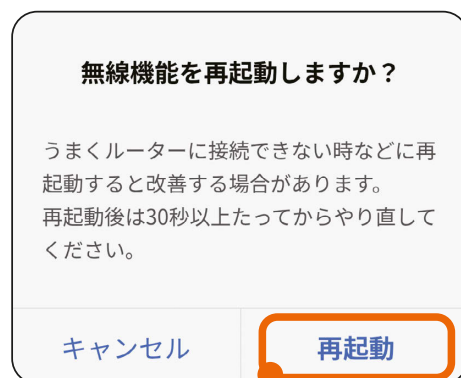 無線機能を再起動しますか？
うまくルーターに接続できない時などに再
起動すると改善する場合があります。
再起動後は30秒以上たってからやり直して
ください。
キャンセル
再起動